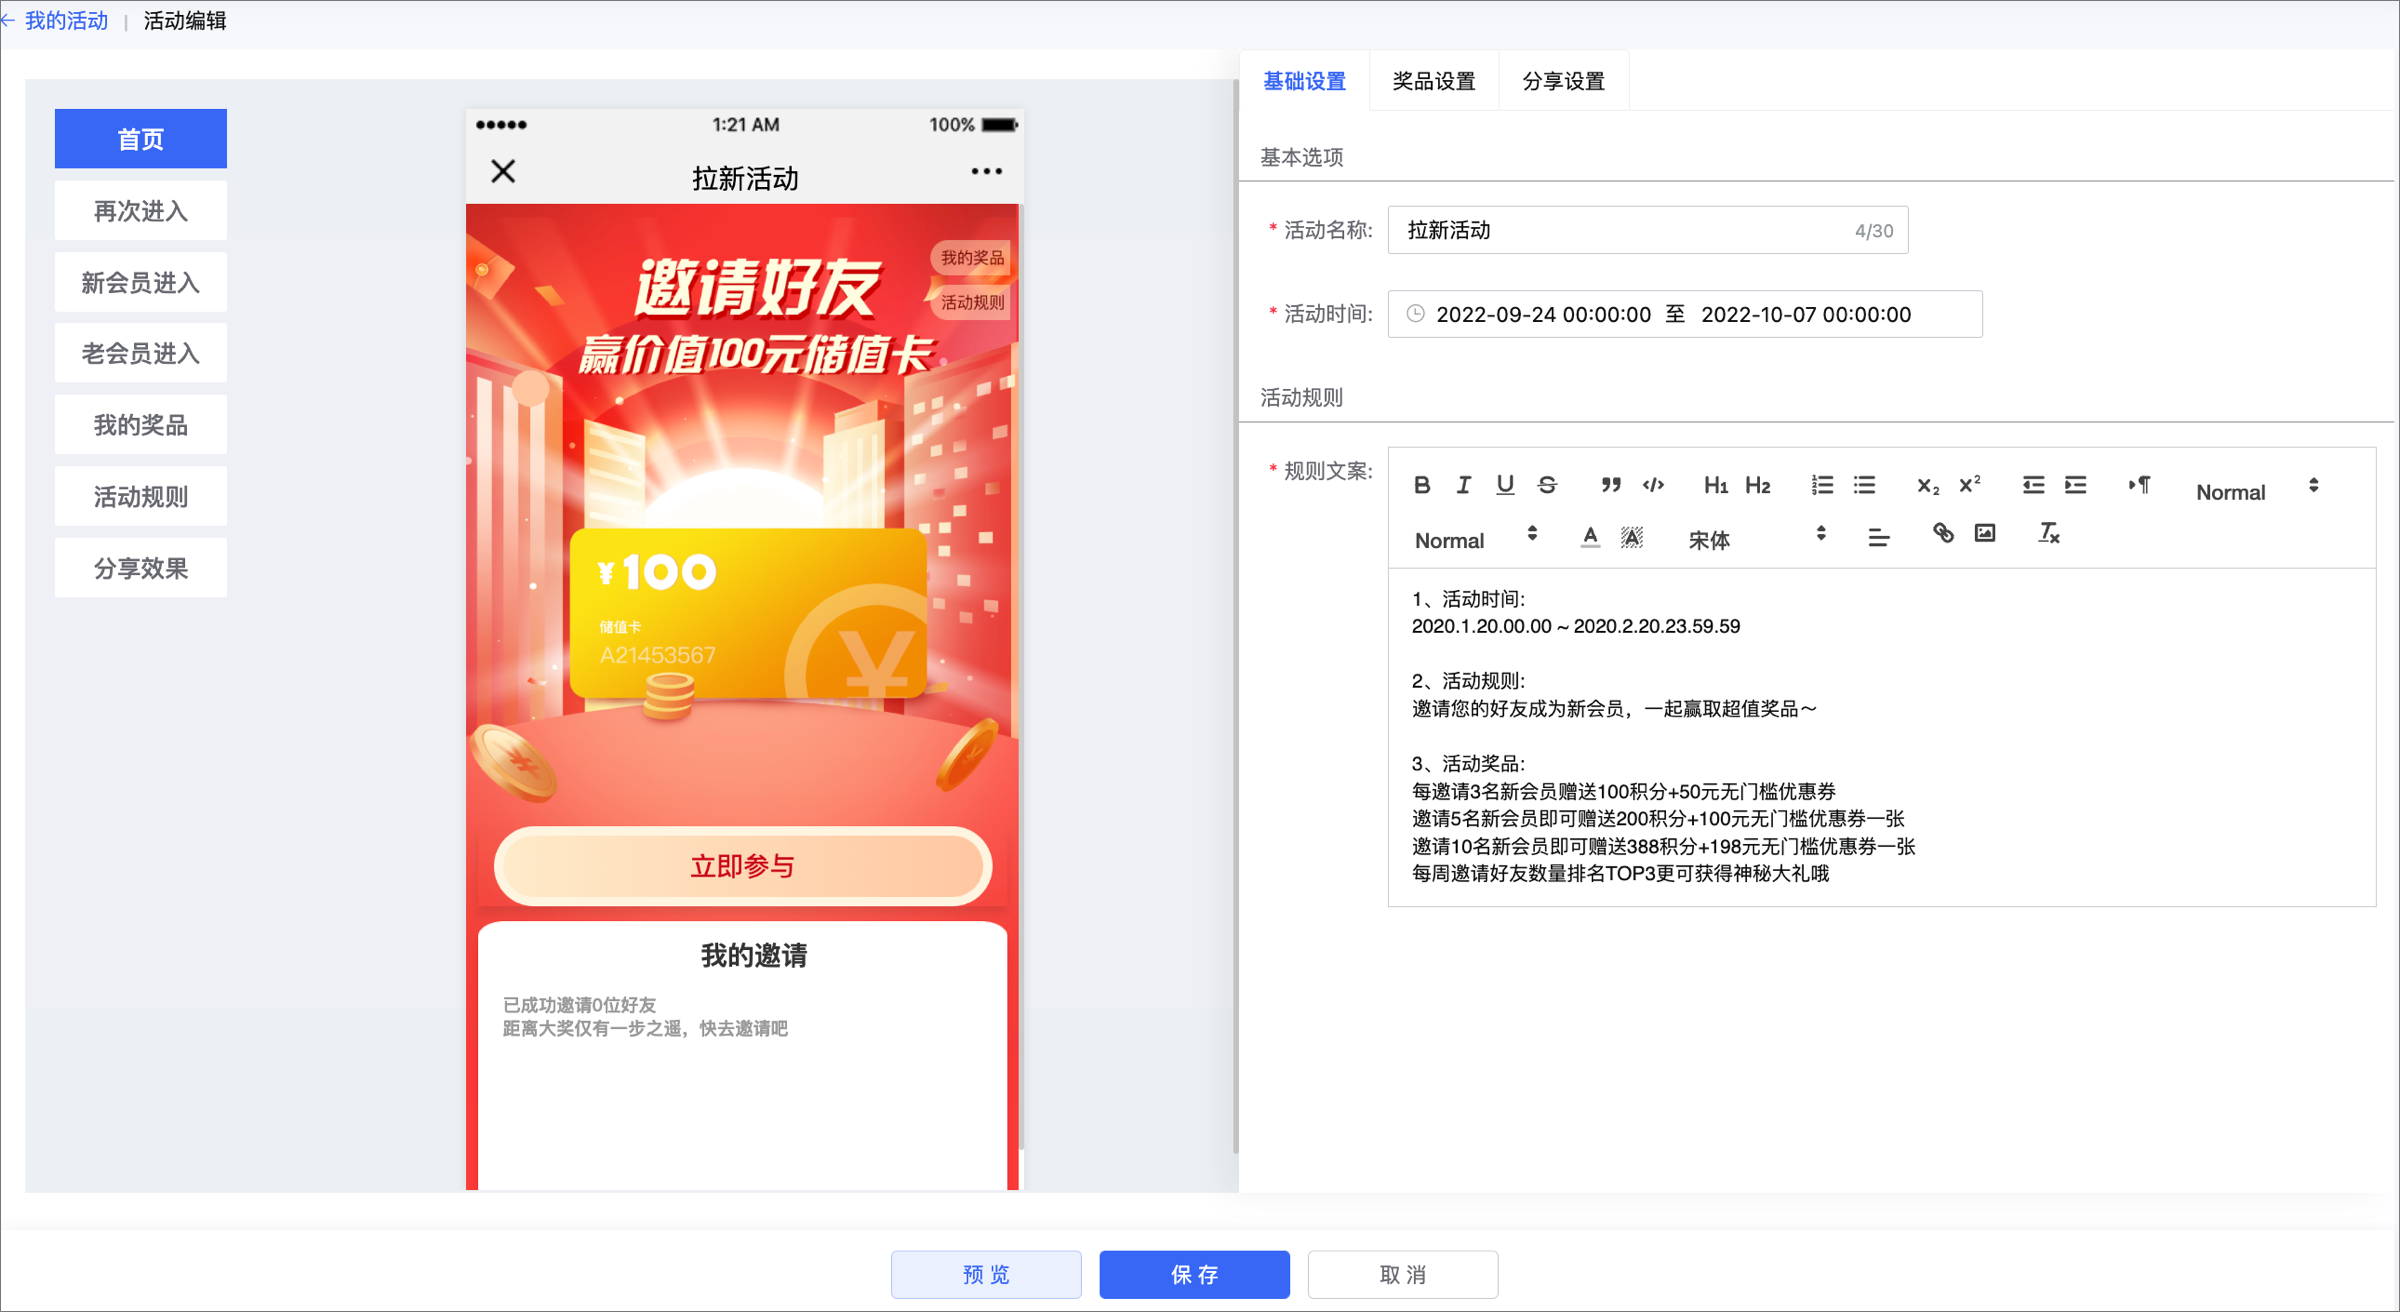 我的活动 | 活动编辑
首页
再次进入
新会员进入
老会员进入
我的奖品
活动规则
分享效果
1:21 AM
100%
拉新活动
我的奖品
活动规则
邀请好友
赢价值100元储值卡
¥100
储值卡
A21453567
立即参与
我的邀请
已成功邀请0位好友
距离大奖仅有一步之遥，快去邀请吧
基础设置 奖品设置 分享设置
基本选项
* 活动名称: 拉新活动 4/30
* 活动时间: 2022-09-24 00:00:00 至 2022-10-07 00:00:00
活动规则
* 规则文案:
B I U S ” </> H1 H2 x₂ x² Normal
Normal A A 宋体 Tx
1、活动时间:
2020.1.20.00.00 ~ 2020.2.20.23.59.59
2、活动规则:
邀请您的好友成为新会员，一起赢取超值奖品～
3、活动奖品:
每邀请3名新会员赠送100积分+50元无门槛优惠券
邀请5名新会员即可赠送200积分+100元无门槛优惠券一张
邀请10名新会员即可赠送388积分+198元无门槛优惠券一张
每周邀请好友数量排名TOP3更可获得神秘大礼哦
预 览 保 存 取 消